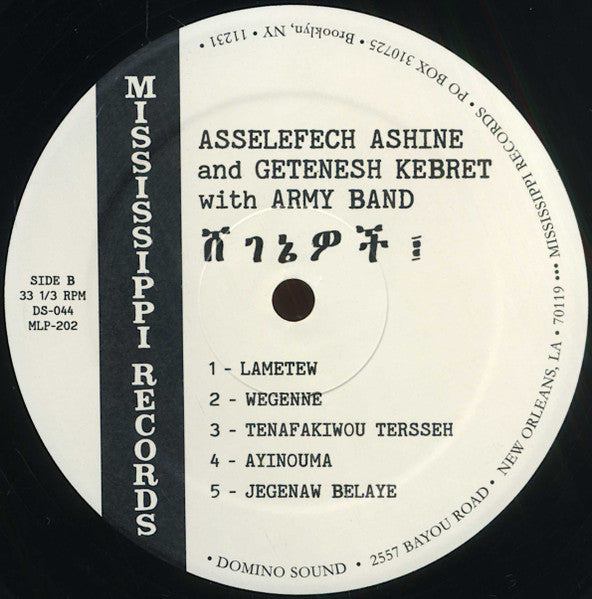 MISSISSIPPI RECORDS
ASSELEFECH ASHINE
and GETENESH KEBRET
with ARMY BAND
ሸገኔዎች፤
SIDE B
33 1/3 RPM
DS-044
MLP-202
1 - LAMETEW
2 - WEGENNE
3 - TENAFAKIWOU TERSSEH
4 - AYINOUMA
5 - JEGENAW BELAYE
• DOMINO SOUND • 2557 BAYOU ROAD • NEW ORLEANS, LA • 70119 ••• MISSISSIPPI RECORDS • PO BOX 310725 • Brooklyn, NY • 11231 •